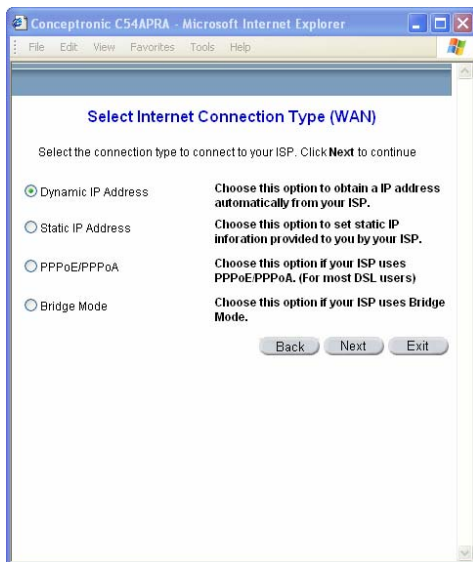 Conceptronic C54APRA - Microsoft Internet Explorer
File Edit View Favorites Tools Help
Select Internet Connection Type (WAN)
Select the connection type to connect to your ISP. Click Next to continue
Dynamic IP Address
Choose this option to obtain a IP address
automatically from your ISP.
Static IP Address
Choose this option to set static IP
inforation provided to you by your ISP.
PPPoE/PPPoA
Choose this option if your ISP uses
PPPoE/PPPoA. (For most DSL users)
Bridge Mode
Choose this option if your ISP uses Bridge
Mode.
Back Next Exit